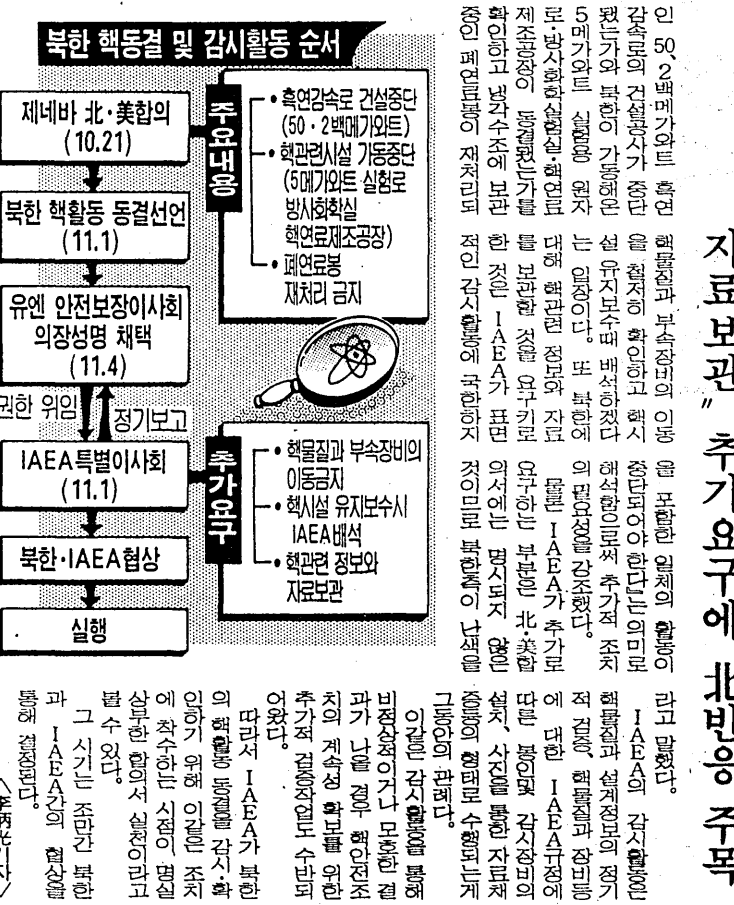 자료보관" 추가요구에 北반응 주목
인 50, 2백메가와트 흑연
감속로의 건설공사가 중단
됐는가와 북한이 가동해온
5메가와트 실험용 원자
로·방사화학실험실·핵연료
제조공장이 동결됐는가를
확인하고 냉각수조에 보관
중인 폐연료봉이 재처리되
핵물질과 부속장비의 이동
을 철저히 확인하고 핵시
설 유지보수때 배석하겠다
는 입장이다. 또 북한에
대해 핵관련 정보와 자료
를 보관할 것을 요구키로
한 것은 IAEA가 표면
적인 감시활동에 국한하지
을 포함한 일체의 활동이
중단되어야 한다」는 의미로
해석함으로써 추가적 조치
의 필요성을 강조했다.
물론 IAEA가 추가로
요구하는 부분은 北·美합
의서에는 명시되지 않은
것이므로 북한측이 난색을
라고 말했다.
IAEA의 감시활동은
핵물질과 설계정보의 정기
적 검증, 핵물질과 장비등
에 대한 IAEA규정에
따른 봉인및 감시장비의
설치, 사진을 통한 자료채
증등의 형태로 수행되는게
그동안의 관례다.
이같은 감시활동을 통해
비정상적이거나 모호한 결
과가 나올 경우 핵안전조
치의 계속성 확보를 위한
추가적 검증작업도 수반되
어왔다.
따라서 IAEA가 북한
의 핵활동 동결을 감시·확
인하기 위해 이같은 조치
에 착수하는 시점이 명실
상부한 합의서 실천이라고
볼 수 있다.
그 시기는 조만간 북한
과 IAEA간의 협상을
통해 결정된다.
<李炳光기자>
북한 핵동결 및 감시활동 순서
제네바 北·美합의
(10.21)
주요내용
• 흑연감속로 건설중단
(50·2백메가와트)
• 핵관련시설 가동중단
(5메가와트 실험로
방사화학실
핵연료제조공장)
• 폐연료봉
재처리 금지
북한 핵활동 동결선언
(11.1)
유엔 안전보장이사회
의장성명 채택
(11.4)
권한 위임
정기보고
IAEA특별이사회
(11.1)
추가요구
• 핵물질과 부속장비의
이동금지
• 핵시설 유지보수시
IAEA배석
• 핵관련 정보와
자료보관
북한·IAEA협상
실행